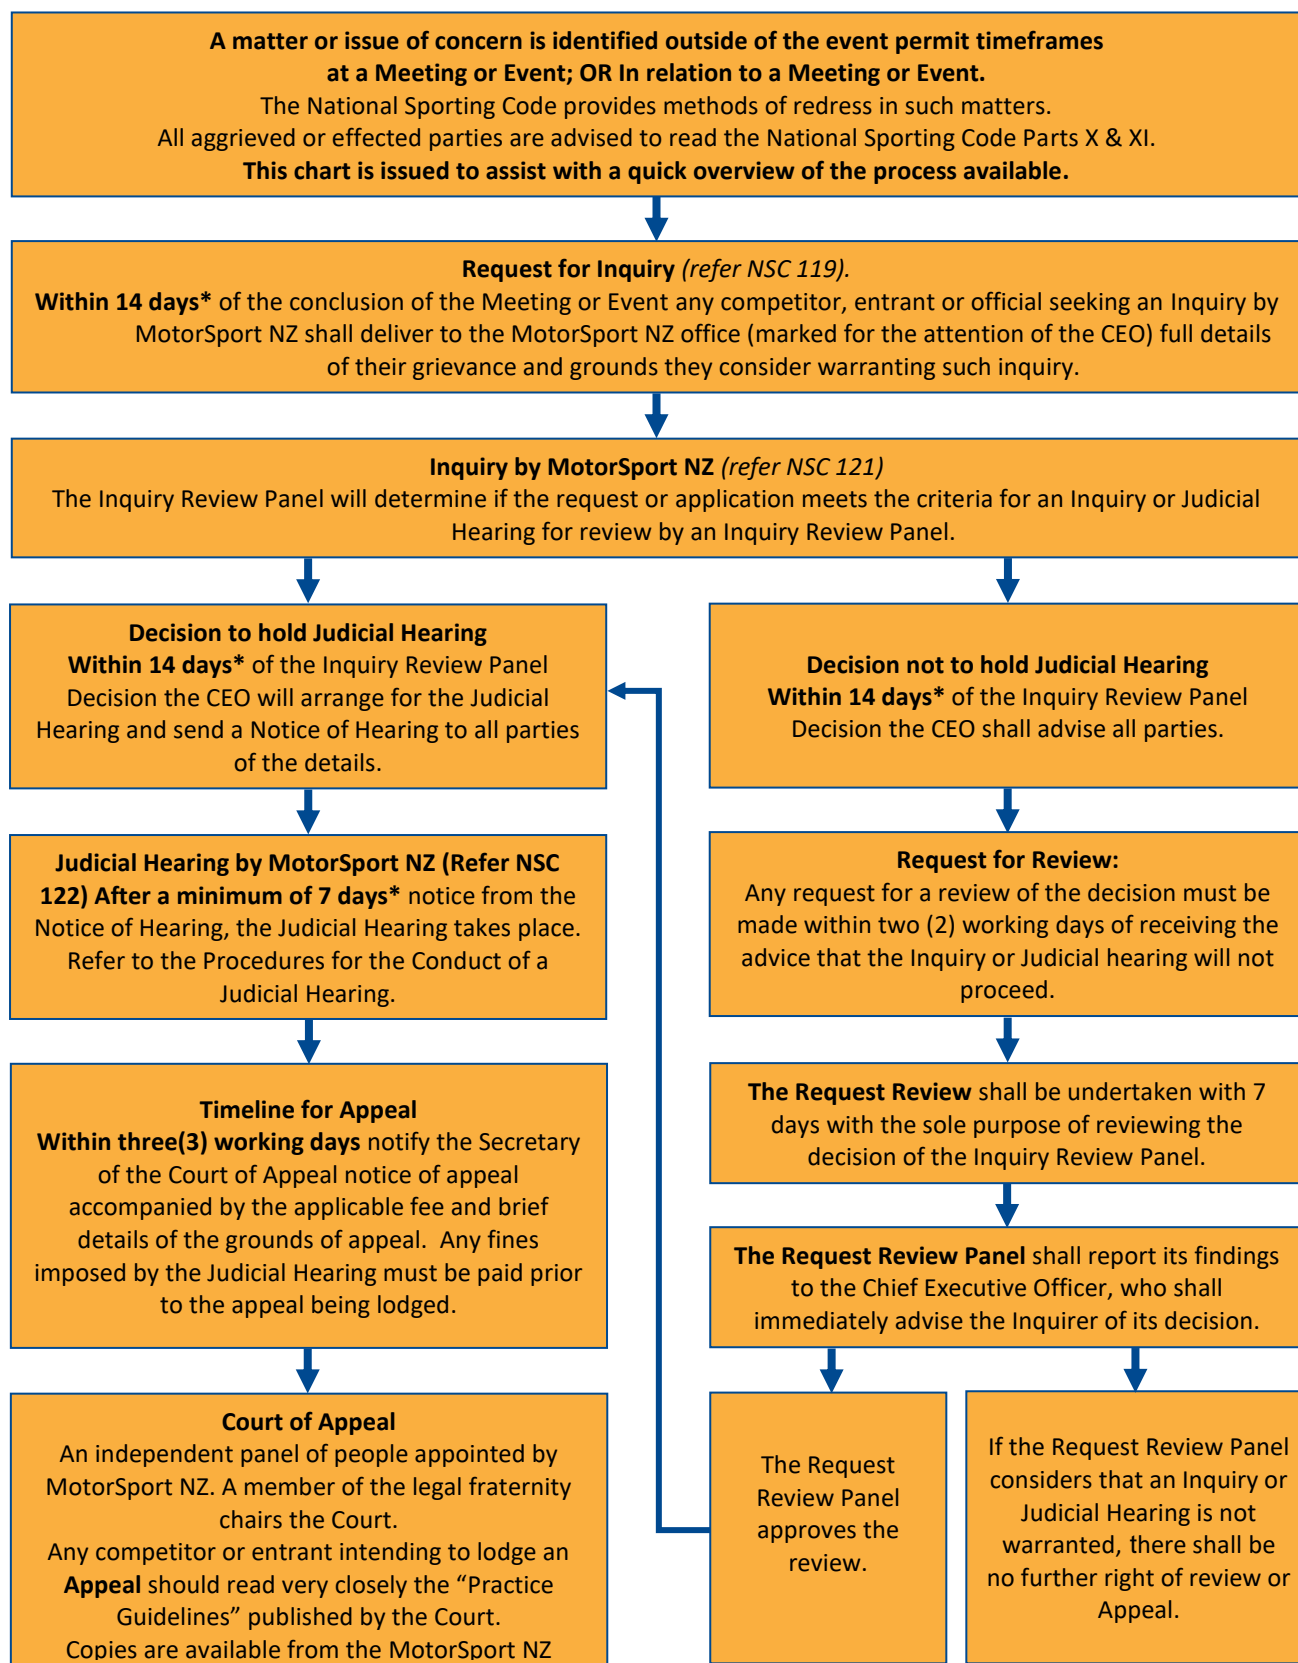 A matter or issue of concern is identified outside of the event permit timeframes
at a Meeting or Event; OR In relation to a Meeting or Event.
The National Sporting Code provides methods of redress in such matters.
All aggrieved or effected parties are advised to read the National Sporting Code Parts X & XI.
This chart is issued to assist with a quick overview of the process available.
Request for Inquiry (refer NSC 119).
Within 14 days* of the conclusion of the Meeting or Event any competitor, entrant or official seeking an Inquiry by
MotorSport NZ shall deliver to the MotorSport NZ office (marked for the attention of the CEO) full details
of their grievance and grounds they consider warranting such inquiry.
Inquiry by MotorSport NZ (refer NSC 121)
The Inquiry Review Panel will determine if the request or application meets the criteria for an Inquiry or Judicial
Hearing for review by an Inquiry Review Panel.
Decision to hold Judicial Hearing
Within 14 days* of the Inquiry Review Panel
Decision the CEO will arrange for the Judicial
Hearing and send a Notice of Hearing to all parties
of the details.
Judicial Hearing by MotorSport NZ (Refer NSC
122) After a minimum of 7 days* notice from the
Notice of Hearing, the Judicial Hearing takes place.
Refer to the Procedures for the Conduct of a
Judicial Hearing.
Timeline for Appeal
Within three(3) working days notify the Secretary
of the Court of Appeal notice of appeal
accompanied by the applicable fee and brief
details of the grounds of appeal.  Any fines
imposed by the Judicial Hearing must be paid prior
to the appeal being lodged.
Court of Appeal
An independent panel of people appointed by
MotorSport NZ. A member of the legal fraternity
chairs the Court.
Any competitor or entrant intending to lodge an
Appeal should read very closely the “Practice
Guidelines” published by the Court.
Copies are available from the MotorSport NZ
Decision not to hold Judicial Hearing
Within 14 days* of the Inquiry Review Panel
Decision the CEO shall advise all parties.
Request for Review:
Any request for a review of the decision must be
made within two (2) working days of receiving the
advice that the Inquiry or Judicial hearing will not
proceed.
The Request Review shall be undertaken with 7
days with the sole purpose of reviewing the
decision of the Inquiry Review Panel.
The Request Review Panel shall report its findings
to the Chief Executive Officer, who shall
immediately advise the Inquirer of its decision.
The Request
Review Panel
approves the
review.
If the Request Review Panel
considers that an Inquiry or
Judicial Hearing is not
warranted, there shall be
no further right of review or
Appeal.